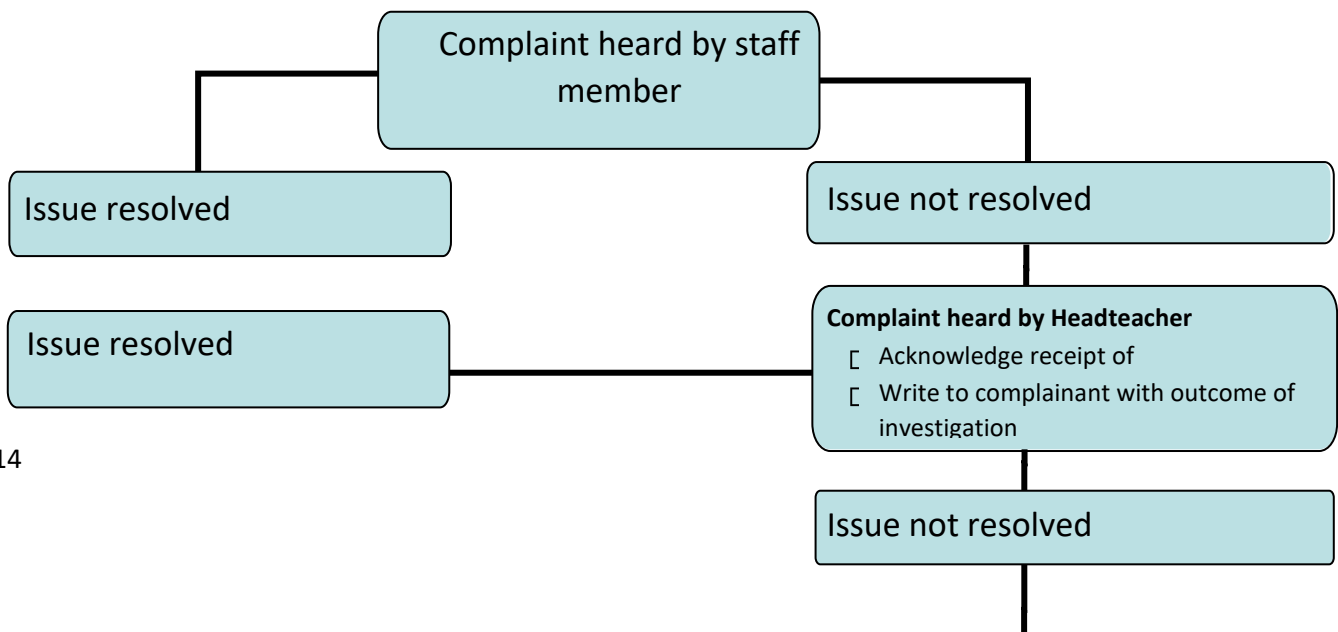 Complaint heard by staff
member
Issue resolved
Issue not resolved
Issue resolved
Complaint heard by Headteacher
Acknowledge receipt of
Write to complainant with outcome of
investigation
14
Issue not resolved